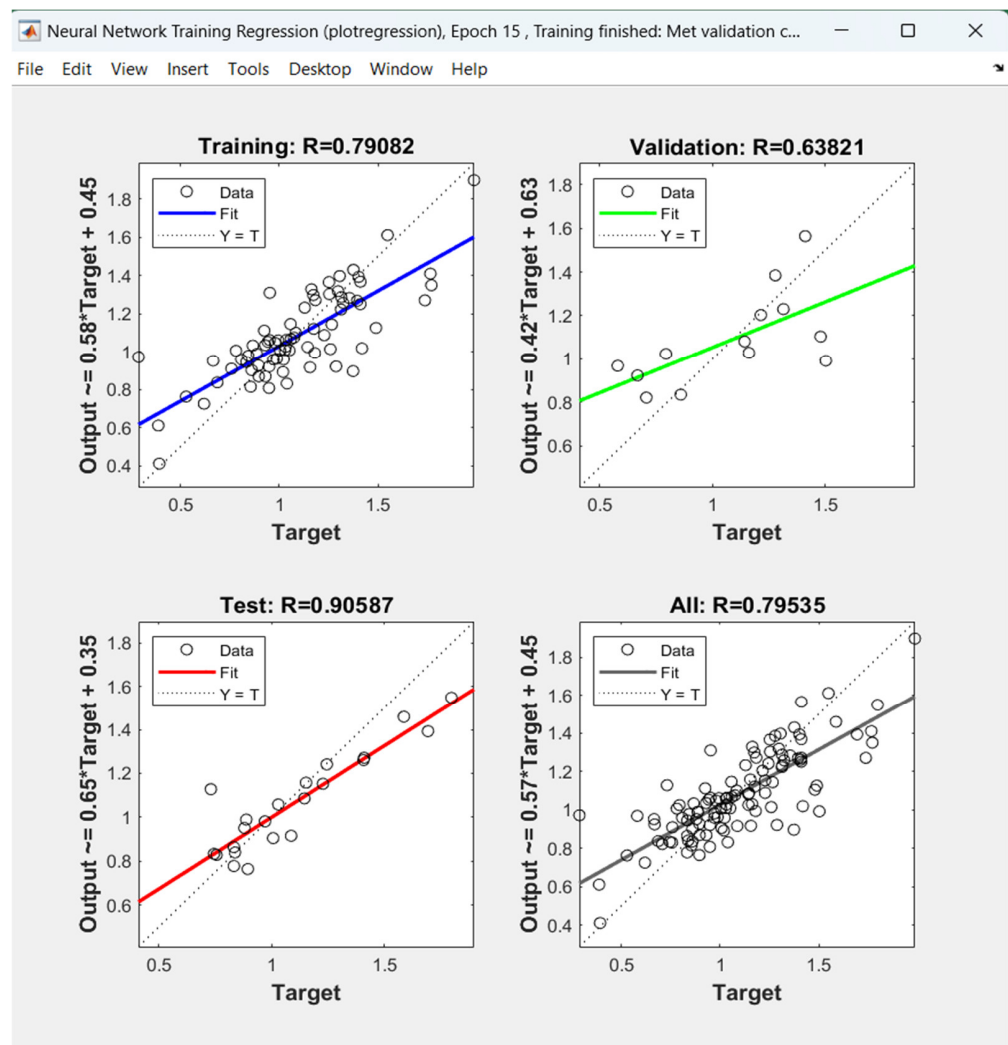 Neural Network Training Regression (plotregression), Epoch 15 , Training finished: Met validation c...
File Edit View Insert Tools Desktop Window Help
Training: R=0.79082
Output ~= 0.58*Target + 0.45
Data
Fit
Y = T
1.8
1.6
1.4
1.2
1
0.8
0.6
0.4
0.5 1 1.5
Target
Validation: R=0.63821
Output ~= 0.42*Target + 0.63
Data
Fit
Y = T
1.8
1.6
1.4
1.2
1
0.8
0.6
0.5 1 1.5
Target
Test: R=0.90587
Output ~= 0.65*Target + 0.35
Data
Fit
Y = T
1.8
1.6
1.4
1.2
1
0.8
0.6
0.5 1 1.5
Target
All: R=0.79535
Output ~= 0.57*Target + 0.45
Data
Fit
Y = T
1.8
1.6
1.4
1.2
1
0.8
0.6
0.4
0.5 1 1.5
Target